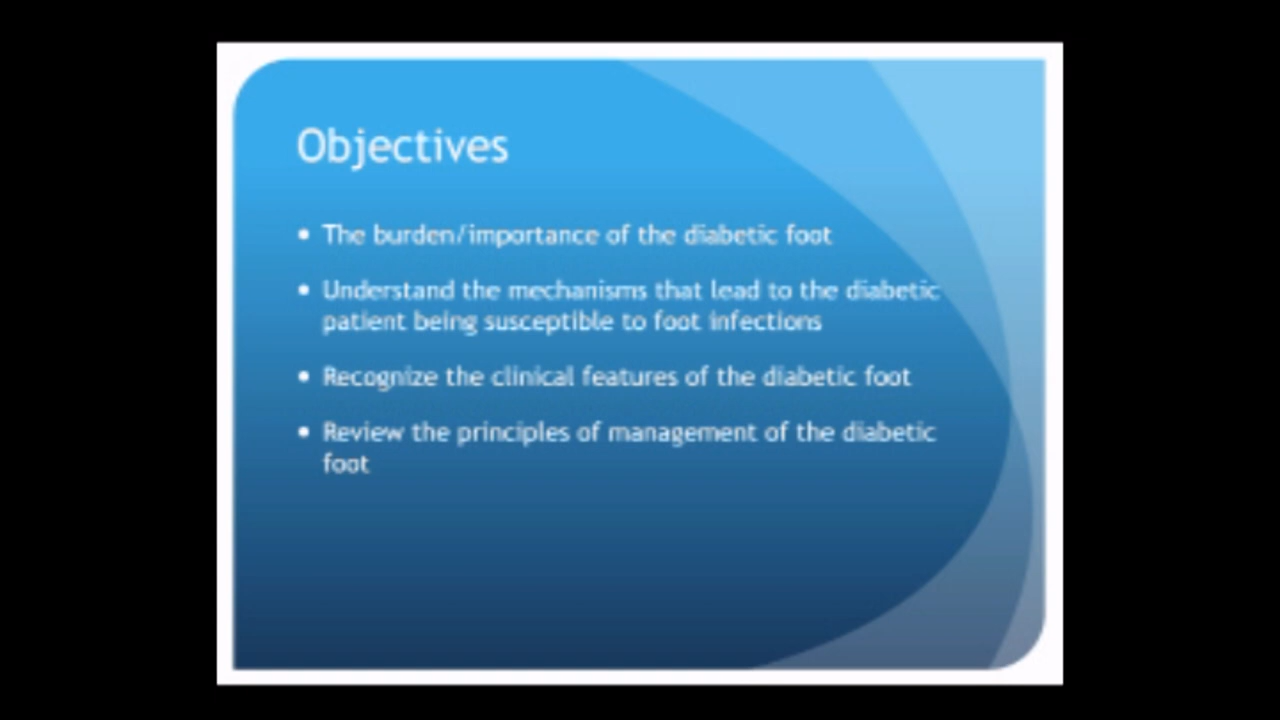 Objectives
• The burden/importance of the diabetic foot
• Understand the mechanisms that lead to the diabetic
patient being susceptible to foot infections
• Recognize the clinical features of the diabetic foot
• Review the principles of management of the diabetic
foot